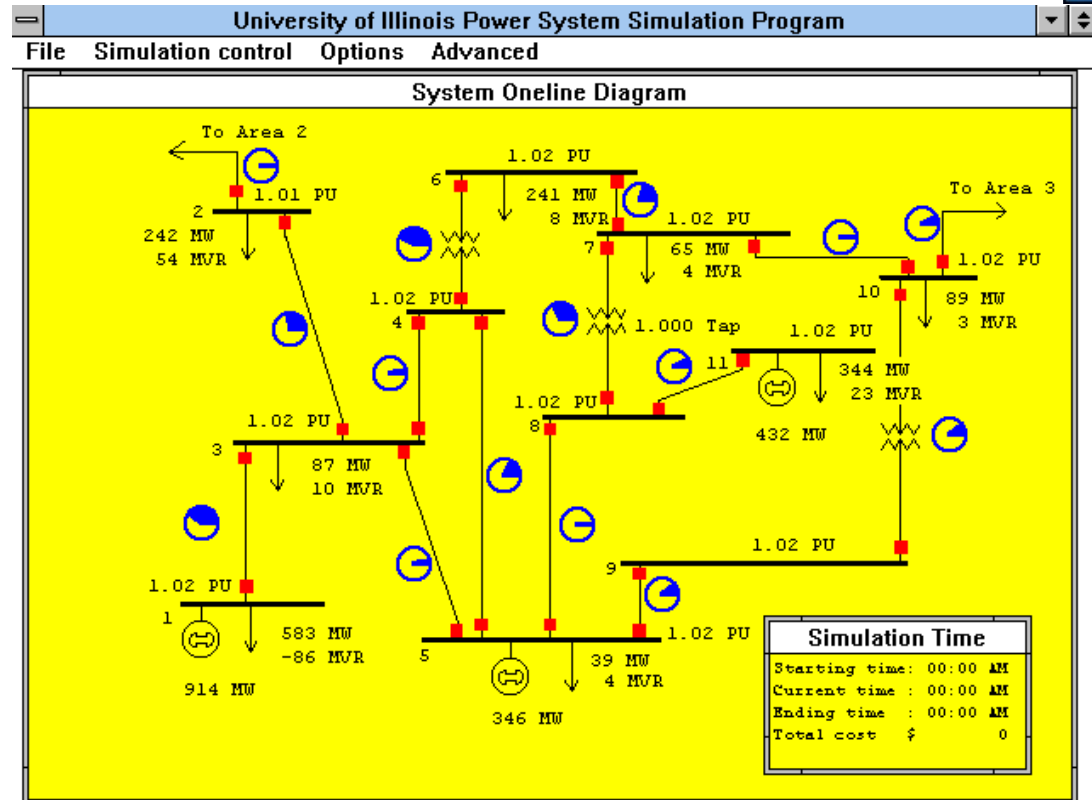 University of Illinois Power System Simulation Program
File Simulation control Options Advanced
System Oneline Diagram
To Area 2
1.02 PU
6
241 MW
8 MVR
1.01 PU
2
242 MW
54 MVR
To Area 3
1.02 PU
7
65 MW
4 MVR
1.02 PU
10
89 MW
3 MVR
1.02 PU
4
1.000 Tap
1.02 PU
11
344 MW
23 MVR
432 MW
1.02 PU
8
1.02 PU
3
87 MW
10 MVR
1.02 PU
9
1.02 PU
1
583 MW
-86 MVR
914 MW
1.02 PU
5
39 MW
4 MVR
346 MW
Simulation Time
Starting time: 00:00 AM
Current time : 00:00 AM
Ending time : 00:00 AM
Total cost $ 0